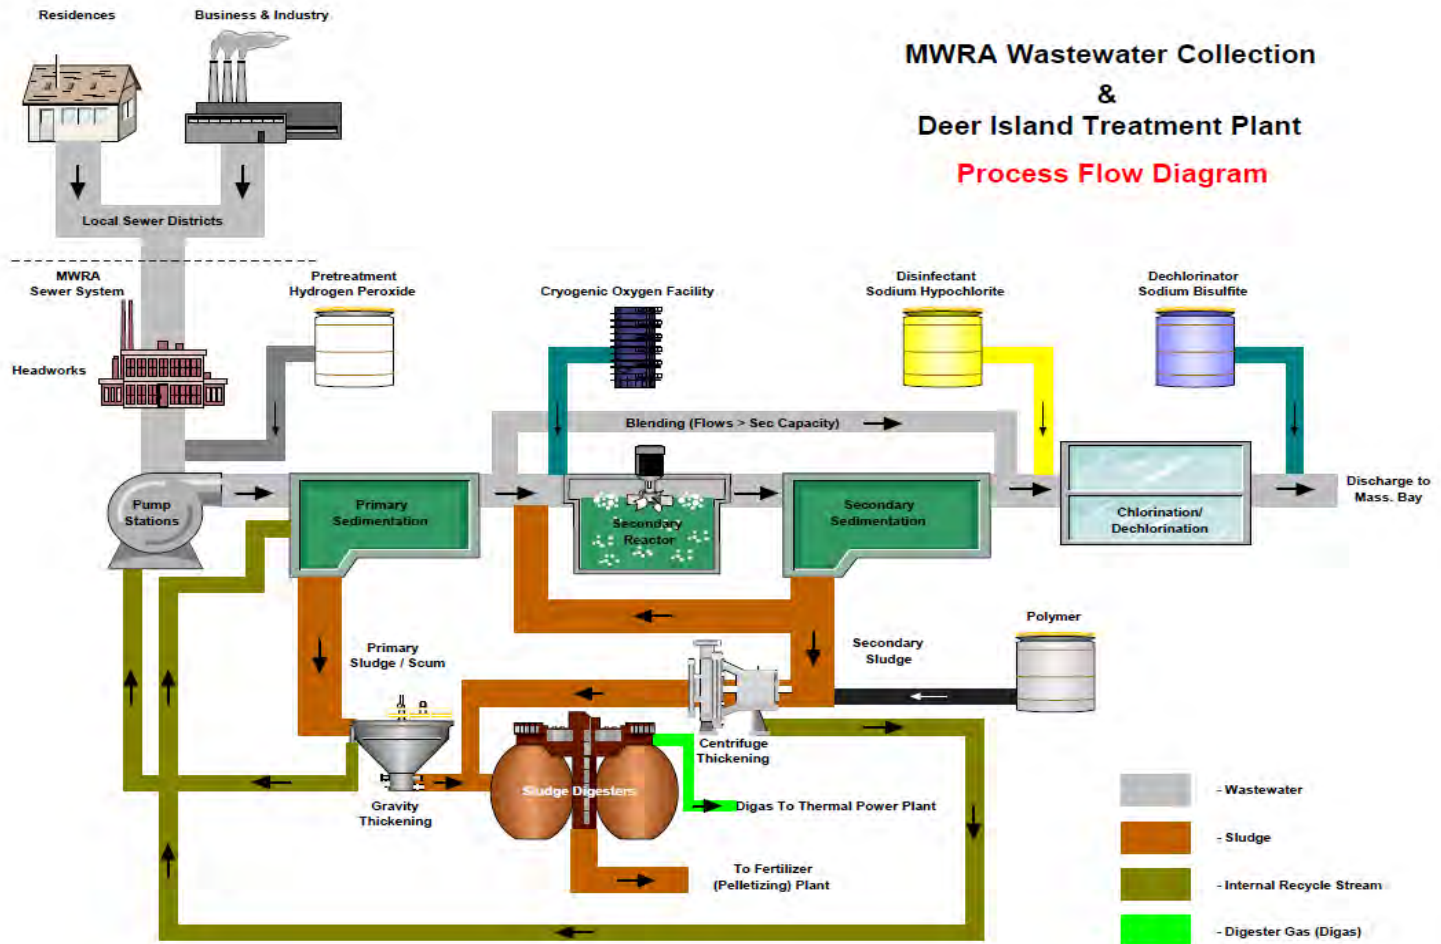 Residences
Business & Industry
MWRA Wastewater Collection
&
Deer Island Treatment Plant
Process Flow Diagram
Local Sewer Districts
MWRA
Sewer System
Pretreatment
Hydrogen Peroxide
Cryogenic Oxygen Facility
Disinfectant
Sodium Hypochlorite
Dechlorinator
Sodium Bisulfite
Headworks
Blending (Flows > Sec Capacity)
Pump
Stations
Primary
Sedimentation
Secondary
Reactor
Secondary
Sedimentation
Chlorination/
Dechlorination
Discharge to
Mass. Bay
Primary
Sludge / Scum
Secondary
Sludge
Polymer
Centrifuge
Thickening
Gravity
Thickening
Sludge Digesters
Digas To Thermal Power Plant
To Fertilizer
(Pelletizing) Plant
- Wastewater
- Sludge
- Internal Recycle Stream
- Digester Gas (Digas)